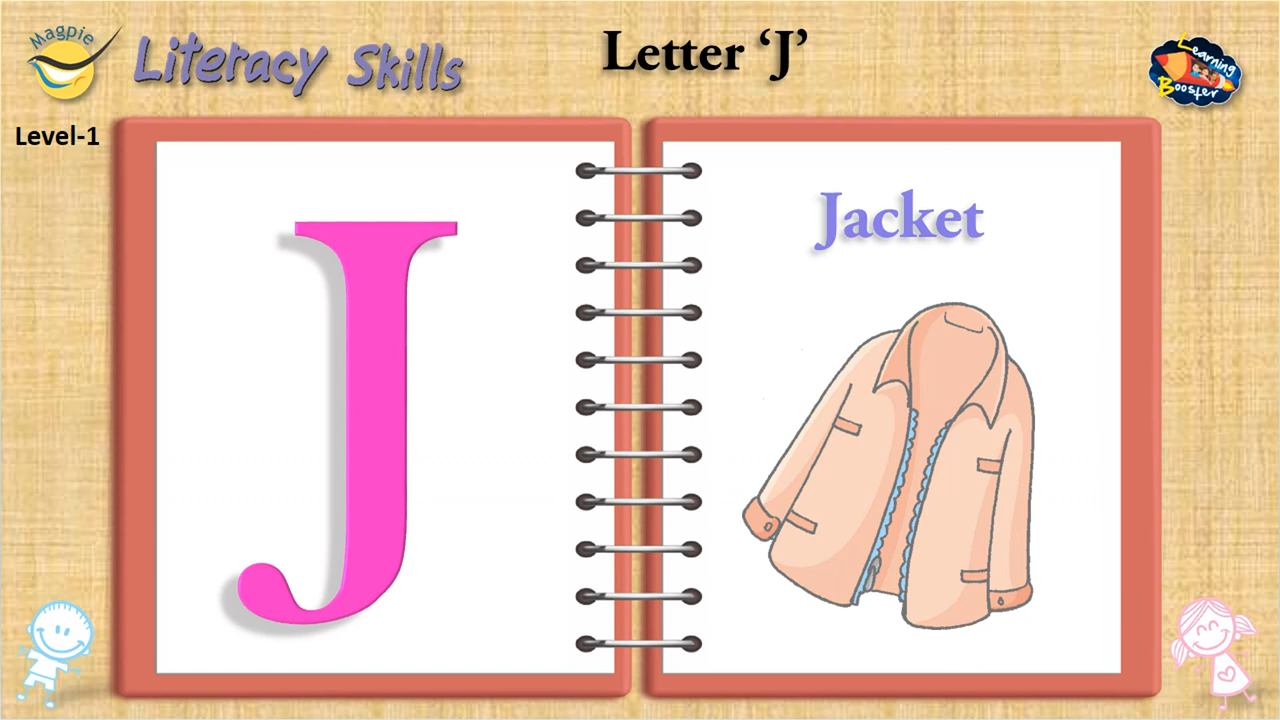 Magpie
Literacy Skills
Letter ‘J’
Learning
Booster
Level-1
J
Jacket